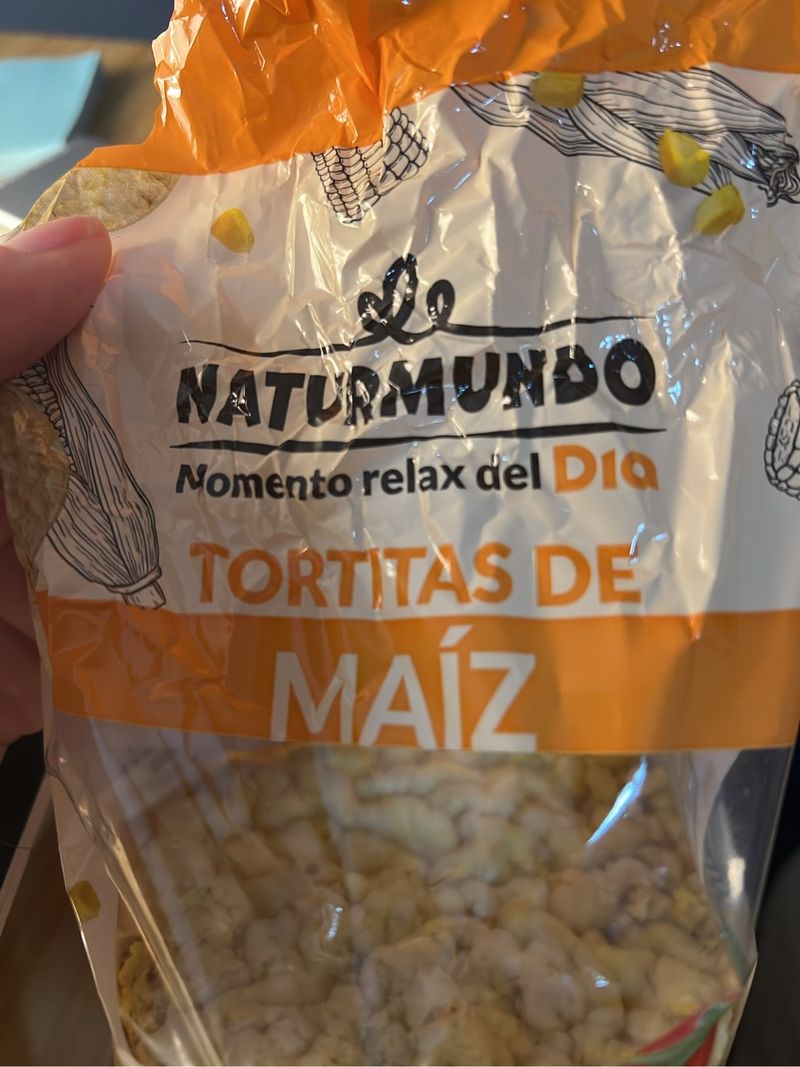 NATURMUNDO
Momento relax del Dia
TORTITAS DE
MAÍZ